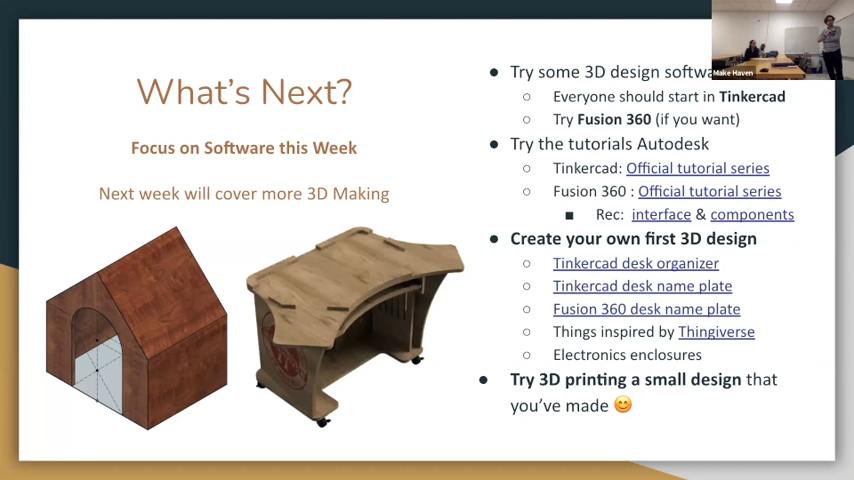 What's Next?
Focus on Software this Week
Next week will cover more 3D Making
● Try some 3D design
○ Everyone should start in Tinkercad
○ Try Fusion 360 (if you want)
● Try the tutorials Autodesk
○ Tinkercad: Official tutorial series
○ Fusion 360 : Official tutorial series
■ Rec: interface & components
● Create your own first 3D design
○ Tinkercad desk organizer
○ Tinkercad desk name plate
○ Fusion 360 desk name plate
○ Things inspired by Thingiverse
○ Electronics enclosures
● Try 3D printing a small design that
you've made 😊
Make Haven